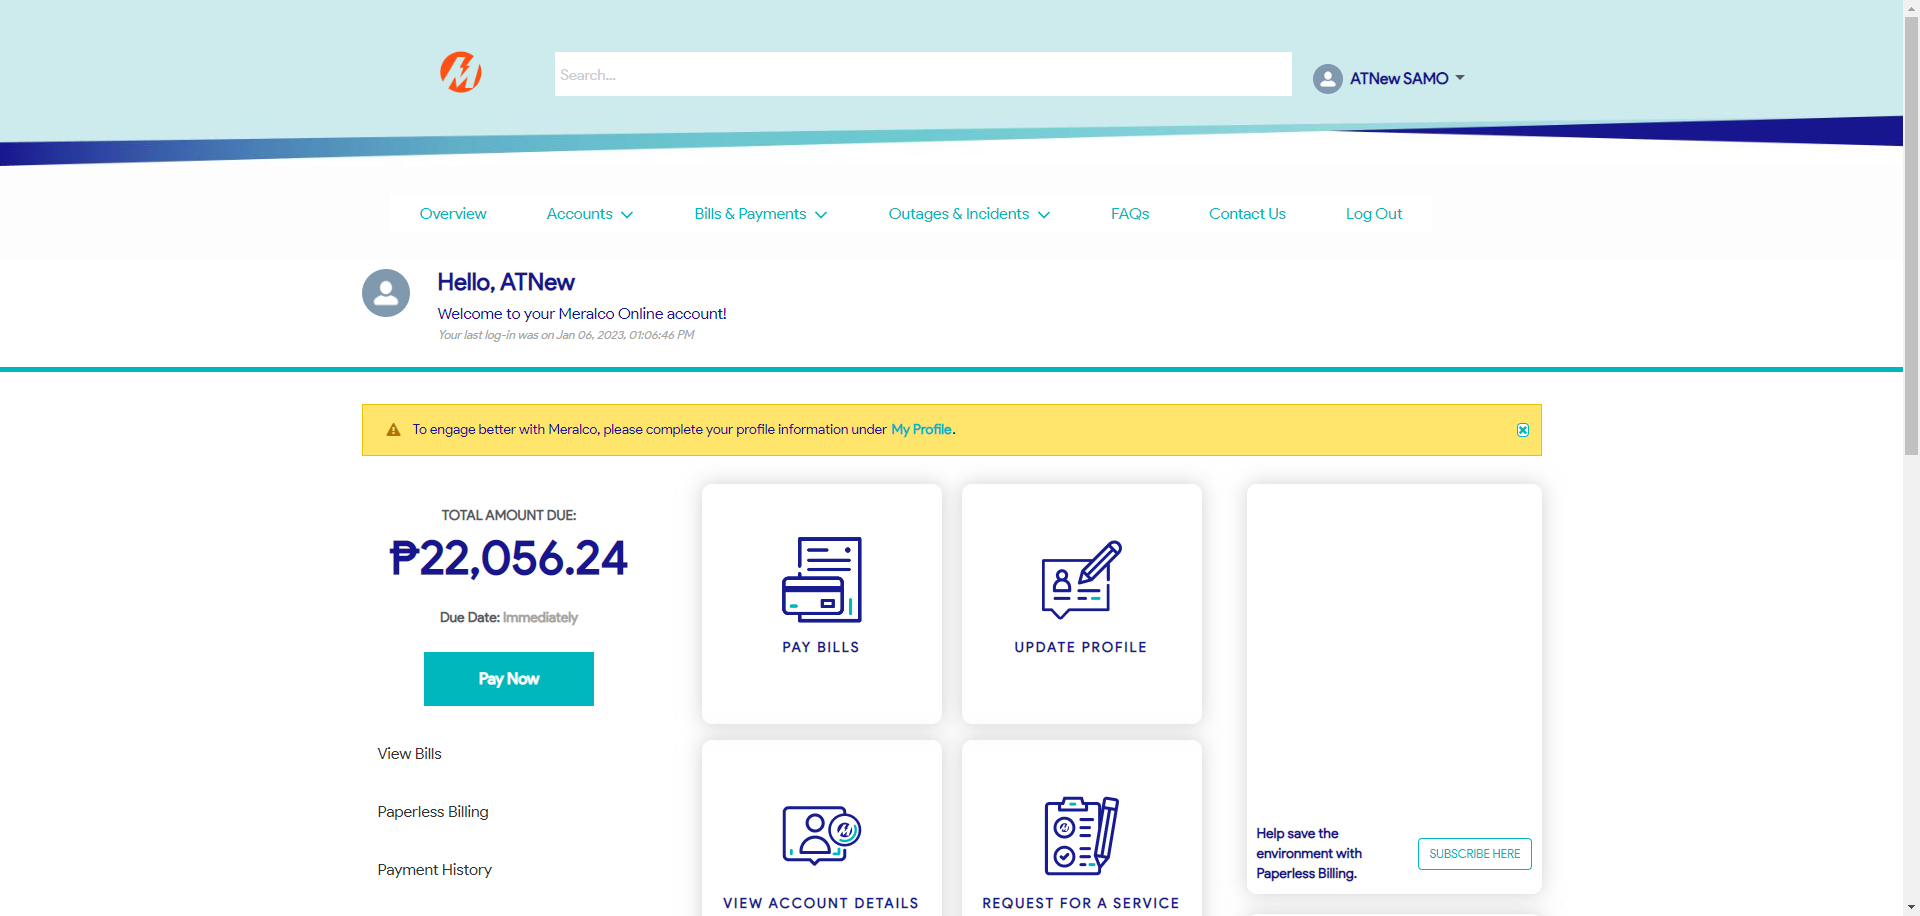 Search...
ATNew SAMO
Overview
Accounts
Bills & Payments
Outages & Incidents
FAQs
Contact Us
Log Out
Hello, ATNew
Welcome to your Meralco Online account!
Your last log-in was on Jan 06, 2023, 01:06:46 PM
To engage better with Meralco, please complete your profile information under My Profile.
TOTAL AMOUNT DUE:
₱22,056.24
Due Date: Immediately
Pay Now
View Bills
Paperless Billing
Payment History
PAY BILLS
UPDATE PROFILE
VIEW ACCOUNT DETAILS
REQUEST FOR A SERVICE
Help save the
environment with
Paperless Billing.
SUBSCRIBE HERE